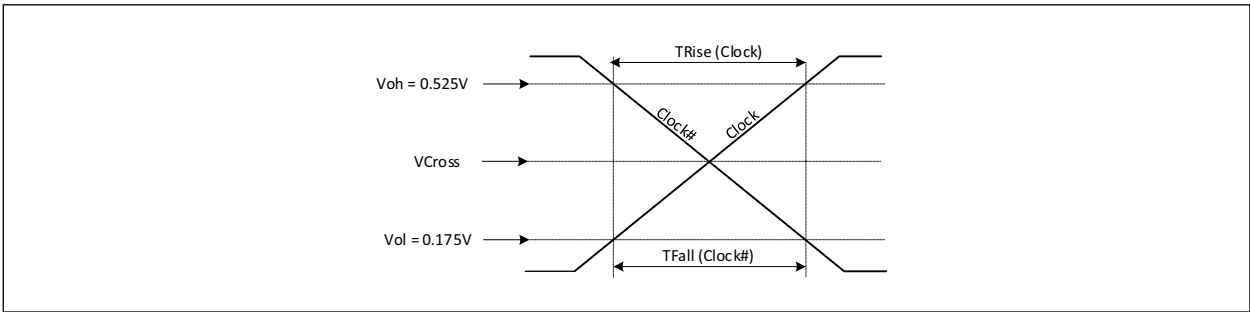 TRise (Clock)
Voh = 0.525V
Clock#
Clock
VCross
Vol = 0.175V
TFall (Clock#)